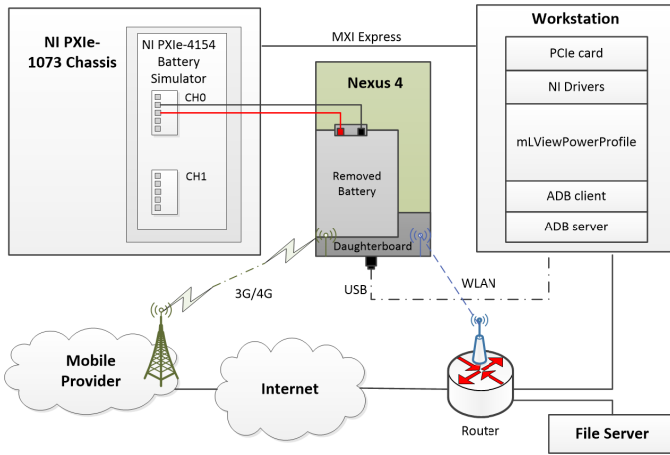 NI PXIe-
1073 Chassis
NI PXIe-4154
Battery
Simulator
CH0
CH1
MXI Express
Nexus 4
Removed
Battery
Daughterboard
Workstation
PCIe card
NI Drivers
mLViewPowerProfile
ADB client
ADB server
3G/4G
USB
WLAN
Mobile
Provider
Internet
Router
File Server